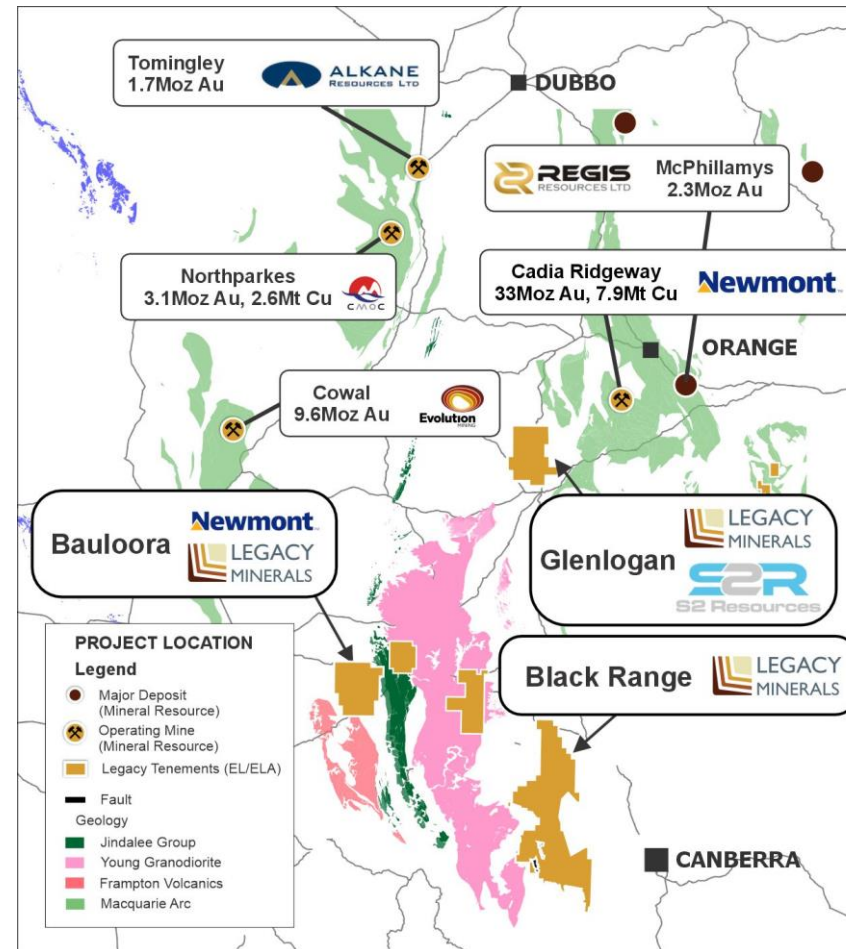 Tomingley
1.7Moz Au
ALKANE
RESOURCES LTD
DUBBO
REGIS
RESOURCES LTD
McPhillamys
2.3Moz Au
Northparkes
3.1Moz Au, 2.6Mt Cu
CMOC
Cadia Ridgeway
33Moz Au, 7.9Mt Cu
Newmont
ORANGE
Cowal
9.6Moz Au
Evolution
MINING
Bauloora
Newmont
LEGACY
MINERALS
Glenlogan
LEGACY
MINERALS
S2R
S2 Resources
Black Range
LEGACY
MINERALS
CANBERRA
PROJECT LOCATION
Legend
Major Deposit
(Mineral Resource)
Operating Mine
(Mineral Resource)
Legacy Tenements (EL/ELA)
Fault
Geology
Jindalee Group
Young Granodiorite
Frampton Volcanics
Macquarie Arc